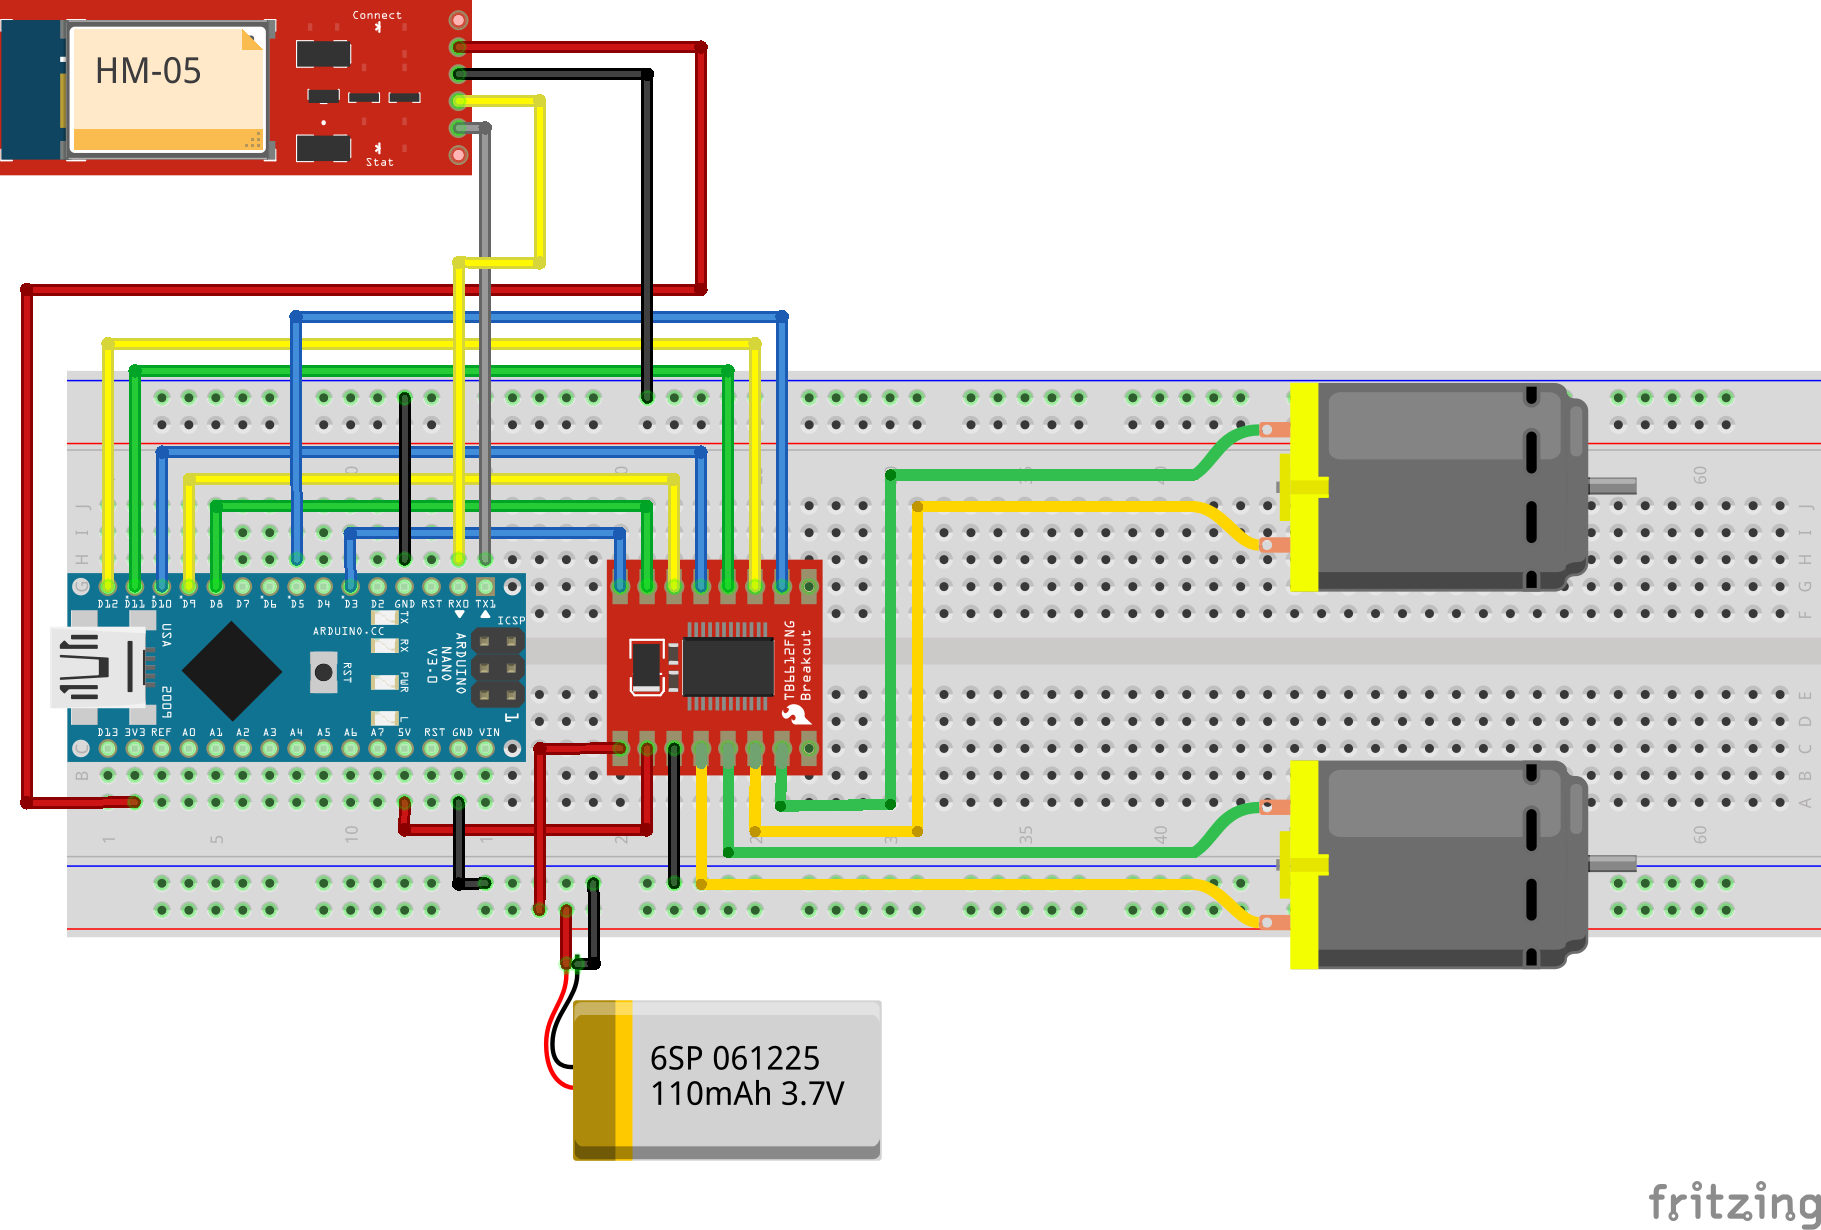 Connect
HM-05
Stat
J
I
H
G
F
E
D
C
B
A
J
I
H
G
F
D12 D11 D10 D9 D8 D7 D6 D5 D4 D3 D2 GND RST RX0 TX1
ARDUINO.CC
TX
RX
PWR
L
RST
USA
2009
ARDUINO
NANO
V3.0
ICSP
1
D13 3V3 REF A0 A1 A2 A3 A4 A5 A6 A7 5V RST GND VIN
C
B
TB6612FNG
Breakout
1 5 10 35 40 60
35 60
6SP 061225
110mAh 3.7V
fritzing